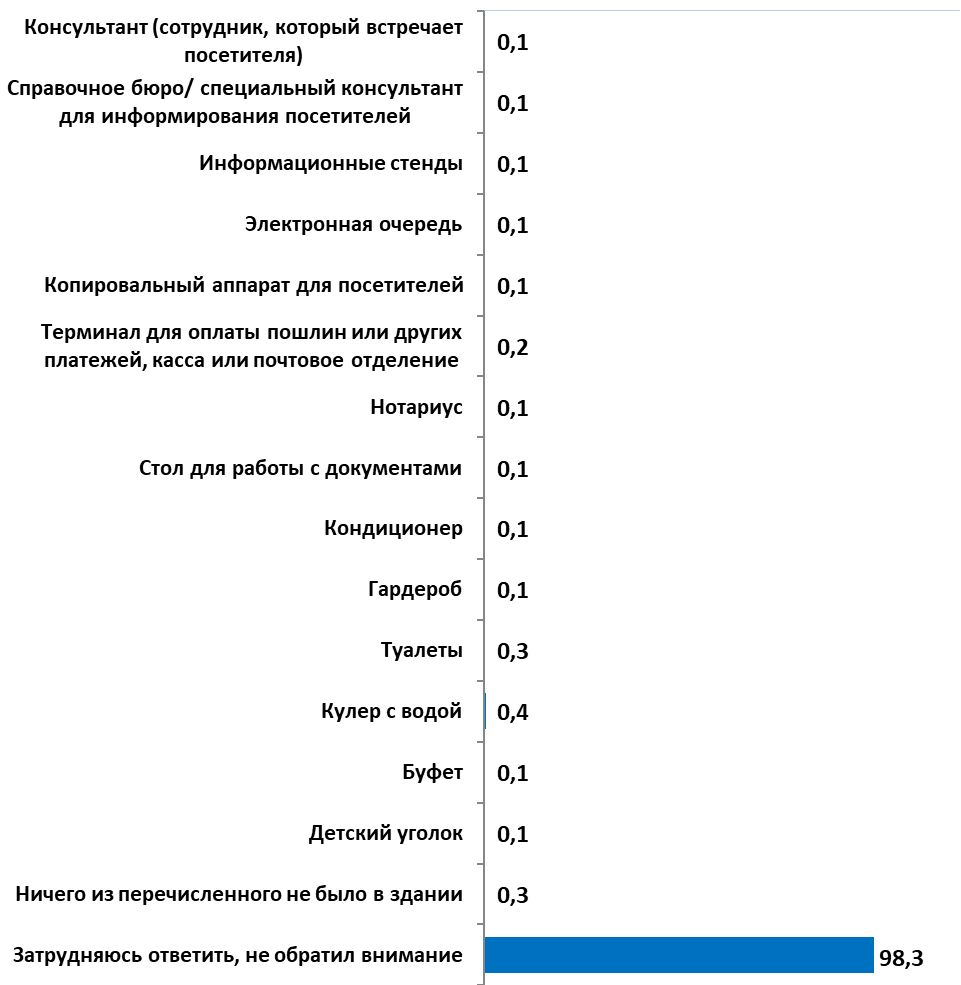 Консультант (сотрудник, который встречает
посетителя)
0,1
Справочное бюро/ специальный консультант
для информирования посетителей
0,1
Информационные стенды
0,1
Электронная очередь
0,1
Копировальный аппарат для посетителей
0,1
Терминал для оплаты пошлин или других
платежей, касса или почтовое отделение
0,2
Нотариус
0,1
Стол для работы с документами
0,1
Кондиционер
0,1
Гардероб
0,1
Туалеты
0,3
Кулер с водой
0,4
Буфет
0,1
Детский уголок
0,1
Ничего из перечисленного не было в здании
0,3
Затрудняюсь ответить, не обратил внимание
98,3